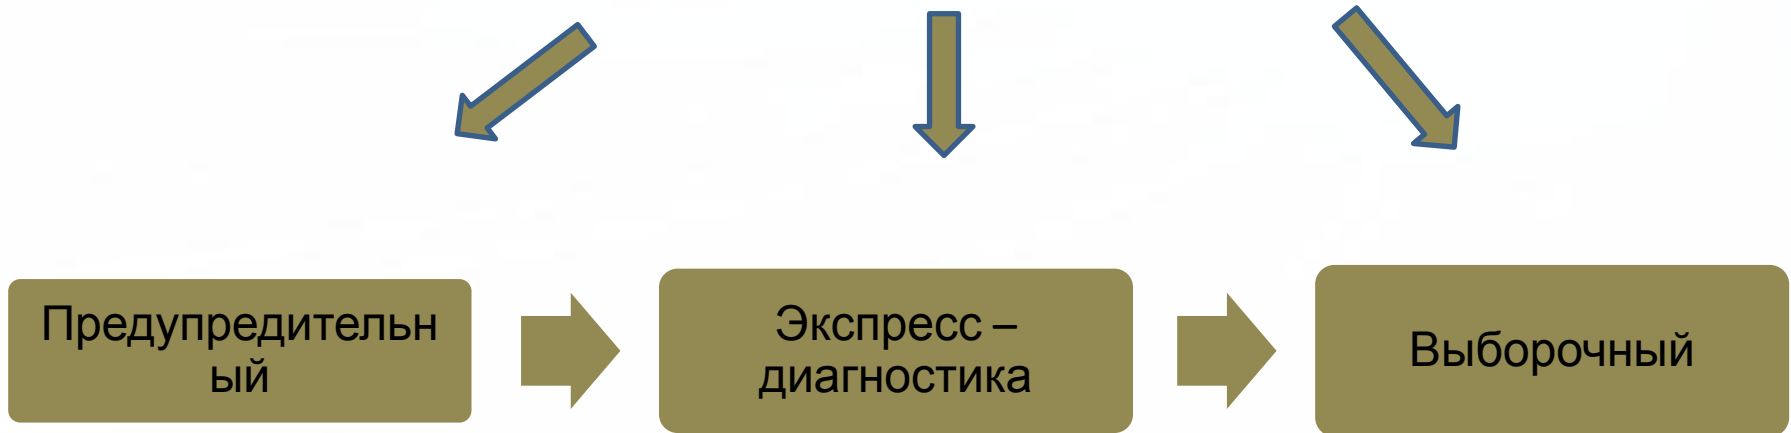 Предупредительн
ый
Экспресс –
диагностика
Выборочный